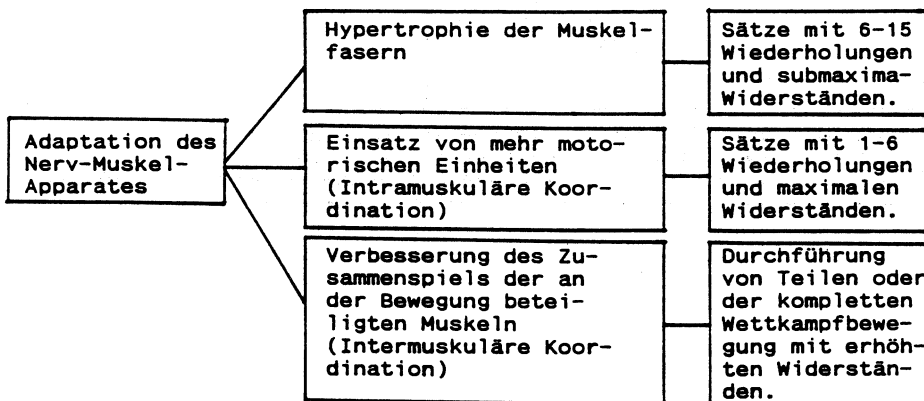 Hypertrophie der Muskel-
fasern
Sätze mit 6-15
Wiederholungen
und submaxima-
Widerständen.
Adaptation des
Nerv-Muskel-
Apparates
Einsatz von mehr moto-
rischen Einheiten
(Intramuskuläre Koor-
dination)
Sätze mit 1-6
Wiederholungen
und maximalen
Widerständen.
Verbesserung des Zu-
sammenspiels der an
der Bewegung betei-
ligten Muskeln
(Intermuskuläre Koor-
dination)
Durchführung
von Teilen oder
der kompletten
Wettkampfbewe-
gung mit erhöh-
ten Widerstän-
den.